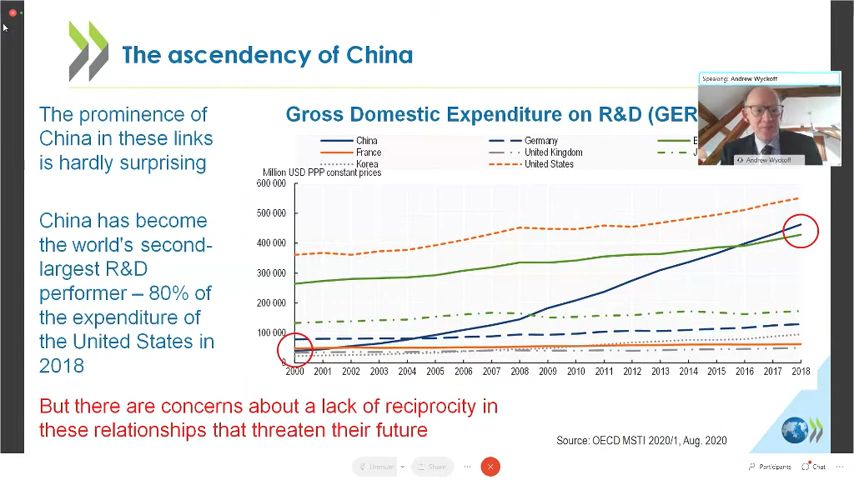 The ascendency of China
Speaking: Andrew Wyckoff
Andrew Wyckoff
The prominence of
China in these links
is hardly surprising
China has become
the world's second-
largest R&D
performer – 80% of
the expenditure of
the United States in
2018
Gross Domestic Expenditure on R&D (GER
China Germany
France United Kingdom
Korea United States
Million USD PPP constant prices
600 000
500 000
400 000
300 000
200 000
100 000
0
2000 2001 2002 2003 2004 2005 2006 2007 2008 2009 2010 2011 2012 2013 2014 2015 2016 2017 2018
But there are concerns about a lack of reciprocity in
these relationships that threaten their future
Source: OECD MSTI 2020/1, Aug. 2020
Unmute Share Participants Chat